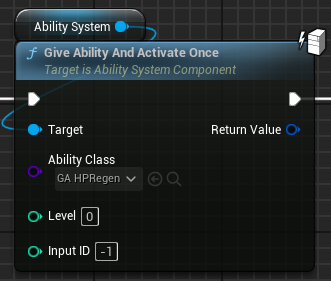 Ability System
f Give Ability And Activate Once
Target is Ability System Component
Target
Return Value
Ability Class
GA HPRegen
Level 0
Input ID -1